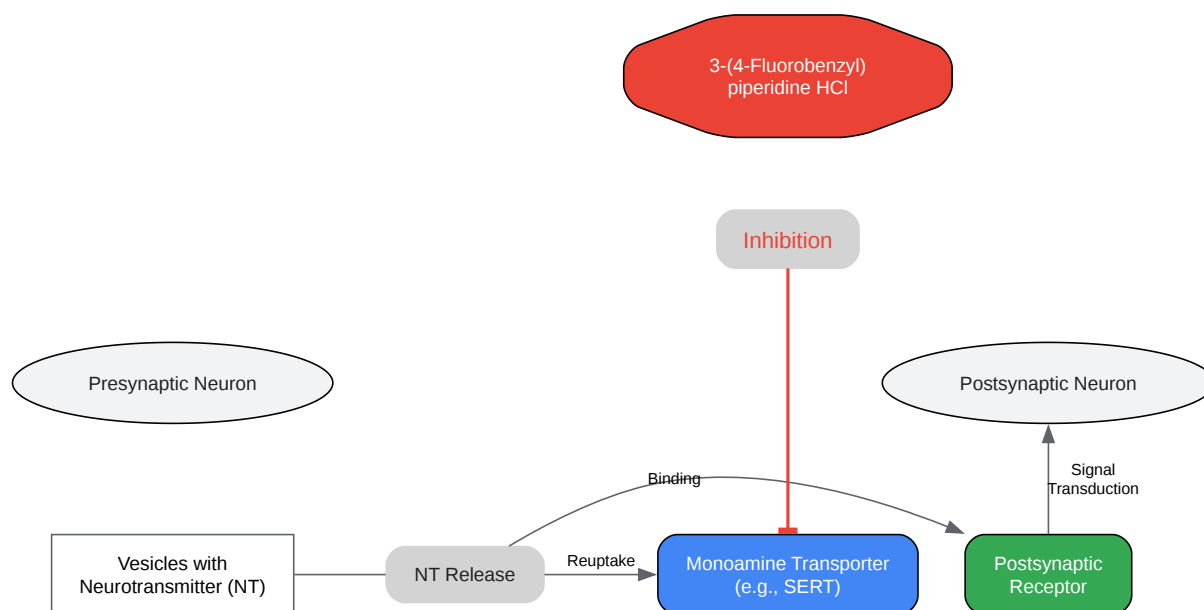 3-(4-Fluorobenzyl)
piperidine HCl
Inhibition
Presynaptic Neuron
Postsynaptic Neuron
Binding
Signal
Transduction
Vesicles with
Neurotransmitter (NT)
NT Release
Reuptake
Monoamine Transporter
(e.g., SERT)
Postsynaptic
Receptor